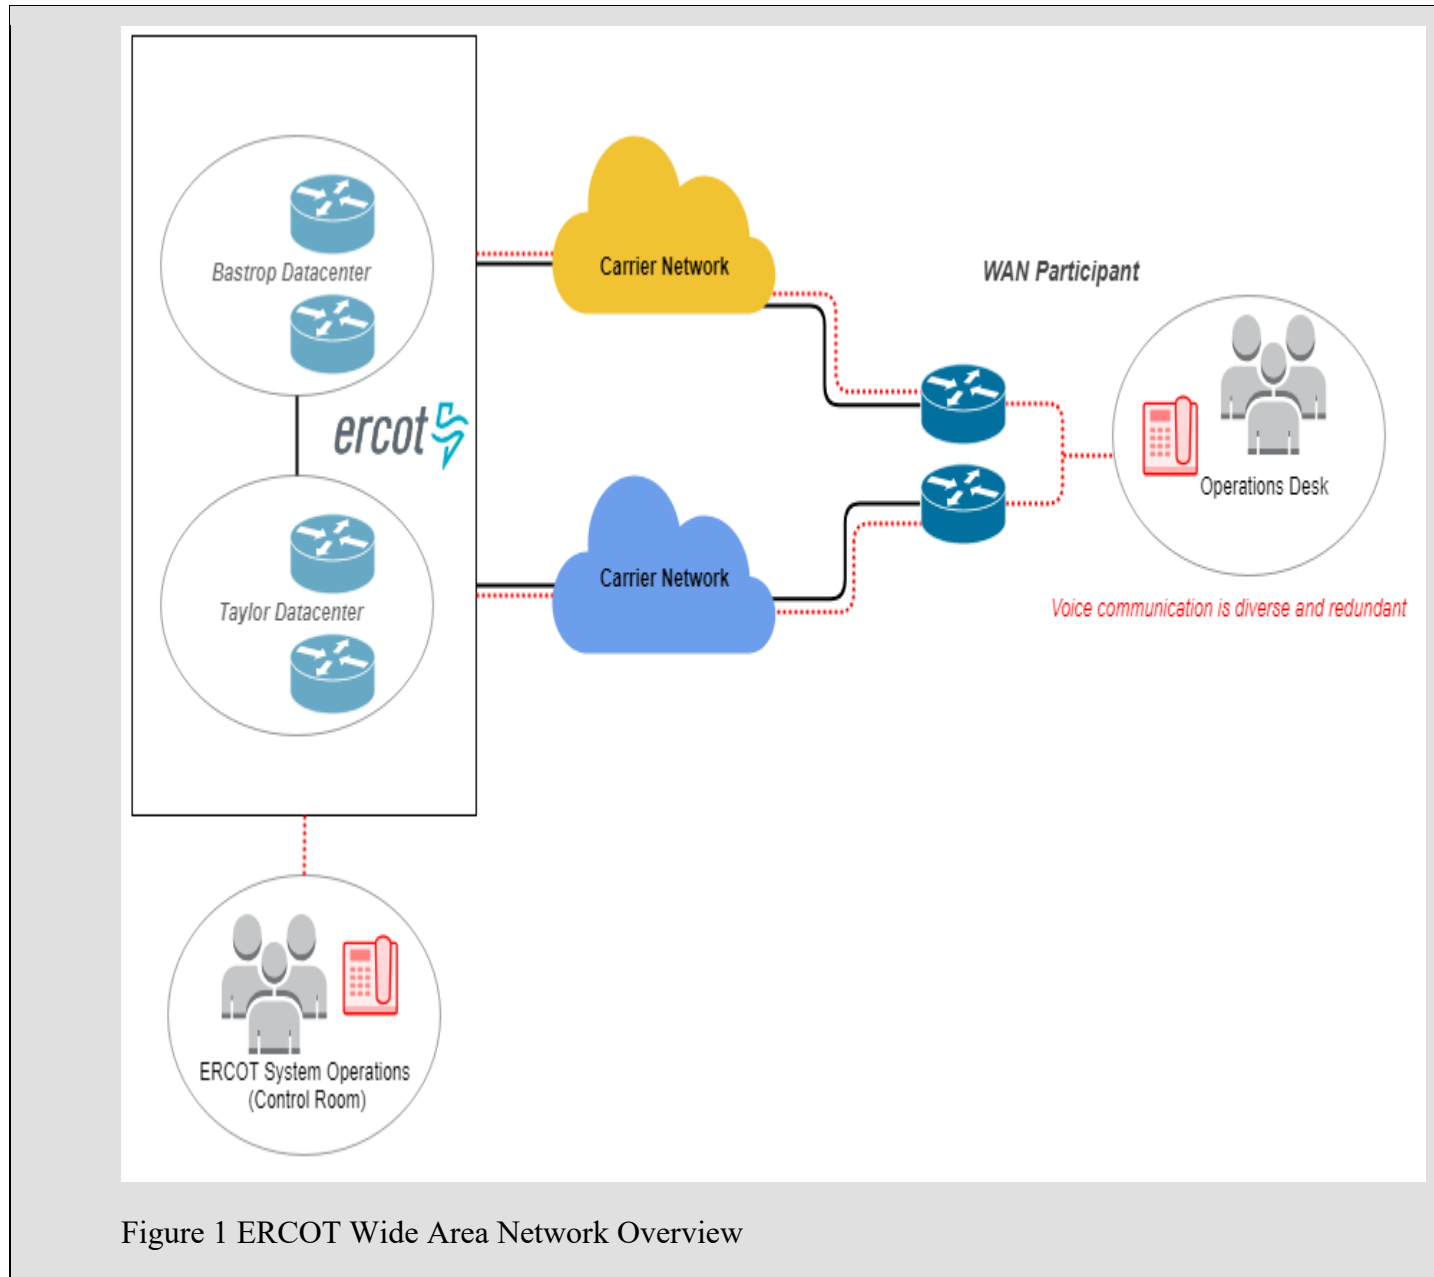 Bastrop Datacenter
Carrier Network
WAN Participant
ercot
Operations Desk
Carrier Network
Taylor Datacenter
Voice communication is diverse and redundant
ERCOT System Operations
(Control Room)
Figure 1 ERCOT Wide Area Network Overview